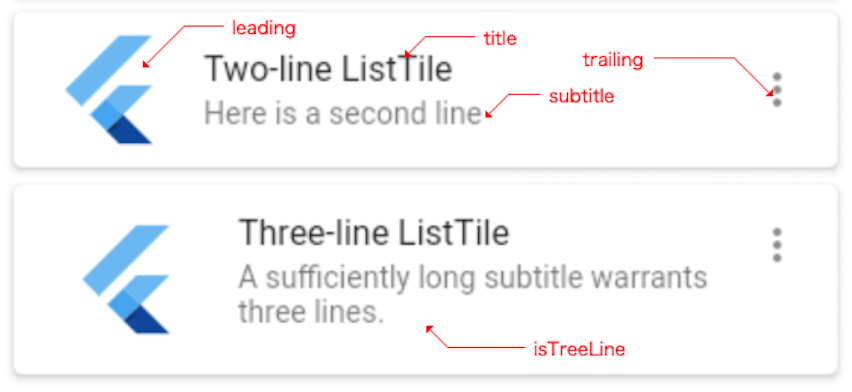 leading
title
Two-line ListTile
trailing
Here is a second line
subtitle
Three-line ListTile
A sufficiently long subtitle warrants
three lines.
isTreeLine